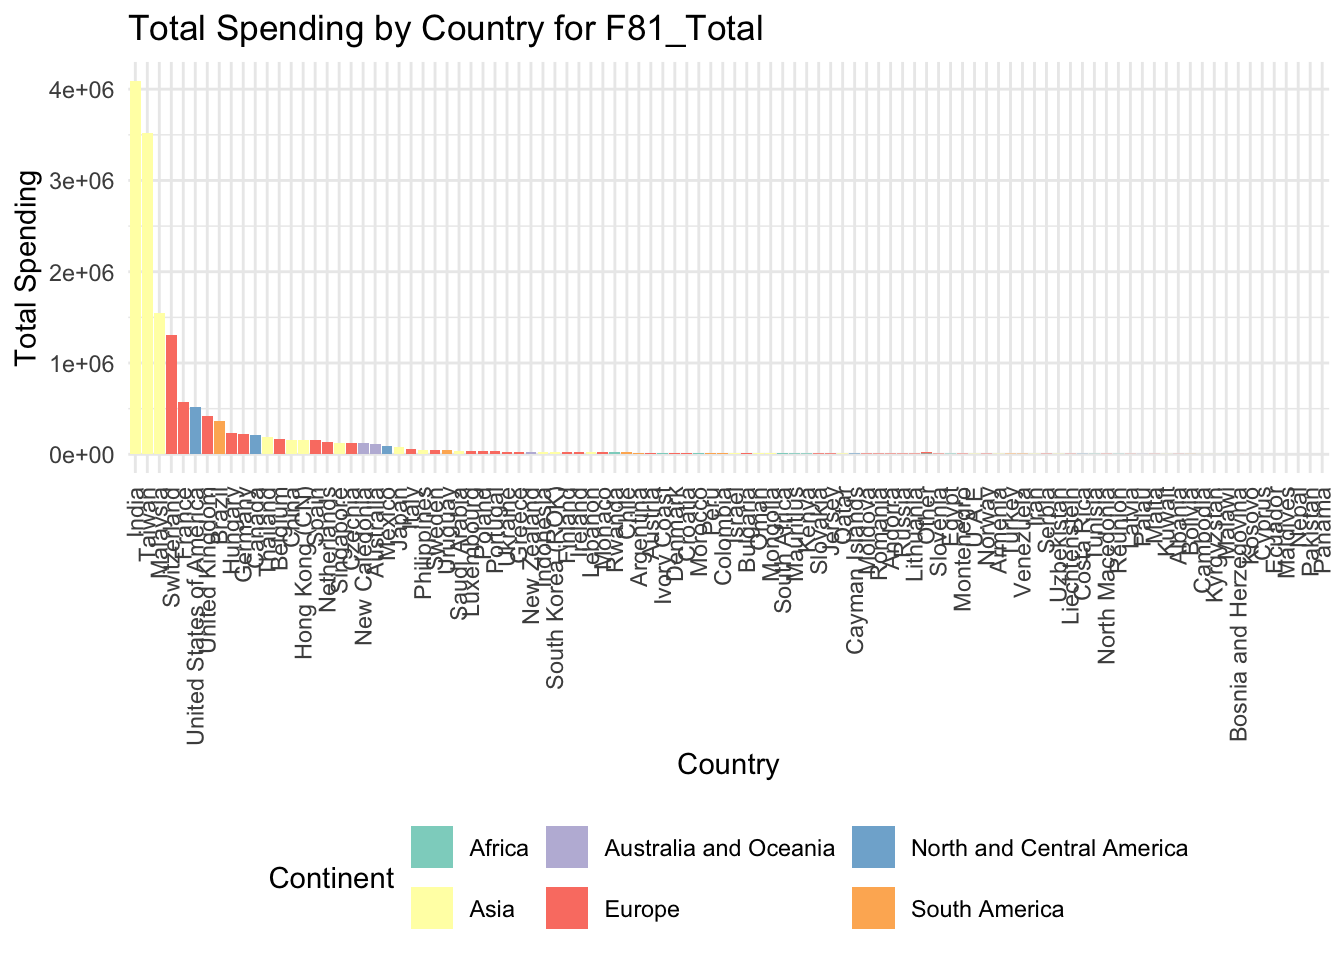 Total Spending by Country for F81_Total
Total Spending
4e+06
3e+06
2e+06
1e+06
0e+00
India
Taiwan
Malaysia
Switzerland
France
United States of America
United Kingdom
Brazil
Hungary
Germany
Canada
Thailand
Belgium
China
Hong Kong (CN)
Spain
Netherlands
Singapore
Czechia
New Caledonia
Australia
Mexico
Japan
Italy
Philippines
Sweden
Uruguay
Saudi Arabia
Luxembourg
Poland
Portugal
Ukraine
Greece
New Zealand
Indonesia
South Korea (ROK)
Finland
Ireland
Lebanon
Monaco
Rwanda
Chile
Argentina
Austria
Ivory Coast
Denmark
Croatia
Morocco
Peru
Colombia
Israel
Bulgaria
Oman
Mongolia
South Africa
Mauritius
Kenya
Slovakia
Jersey
Qatar
Cayman Islands
Moldova
Romania
Andorra
Russia
Lithuania
Other
Slovenia
Egypt
Montenegro
U.A.E
Norway
Armenia
Turkey
Venezuela
Iran
Serbia
Uzbekistan
Liechtenstein
Costa Rica
Tunisia
North Macedonia
Reunion
Latvia
Palau
Malta
Kuwait
Albania
Cambodia
Kyrgyzstan
Malawi
Bosnia and Herzegovina
Kosovo
Cyprus
Ecuador
Maldives
Nepal
Pakistan
Panama
Country
Continent
Africa
Australia and Oceania
North and Central America
Asia
Europe
South America